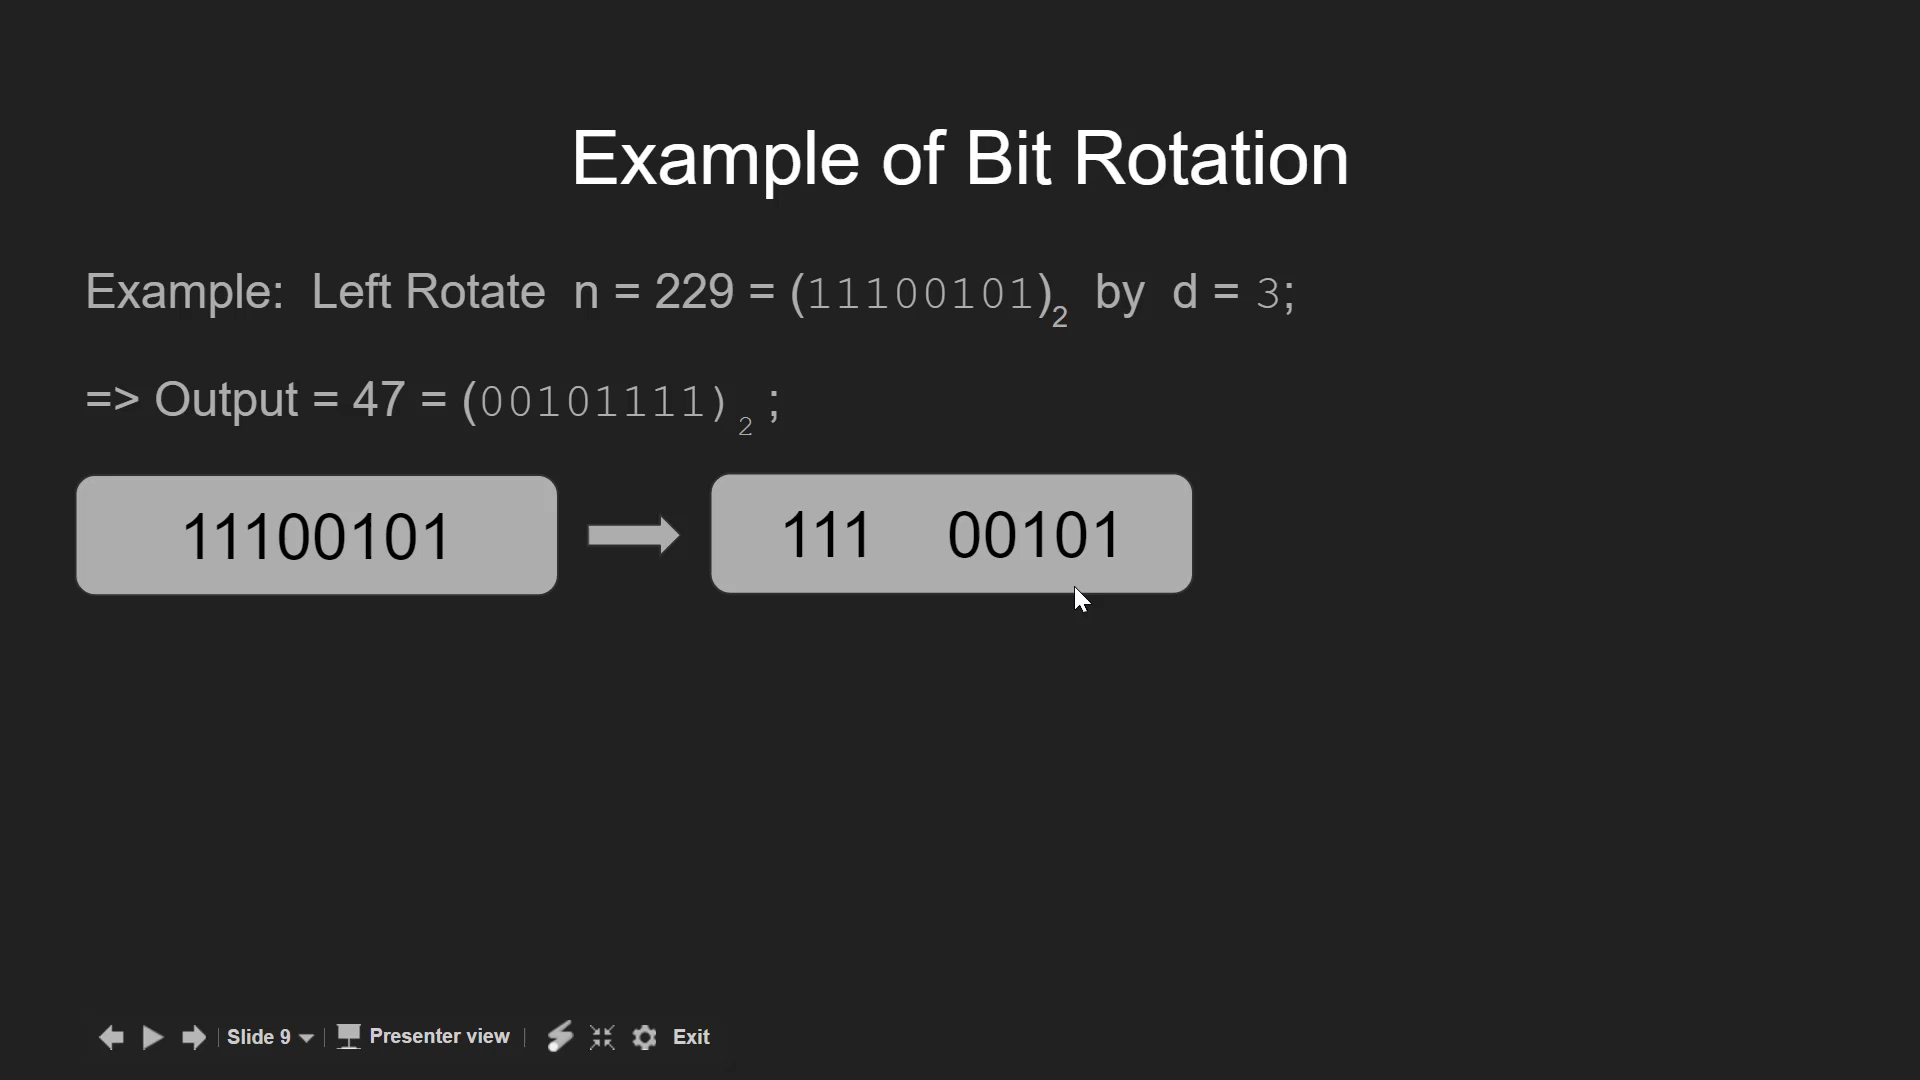 Example of Bit Rotation
Example: Left Rotate n = 229 = (11100101)₂ by d = 3;
=> Output = 47 = (00101111)₂ ;
11100101
111 00101
Slide 9 Presenter view Exit